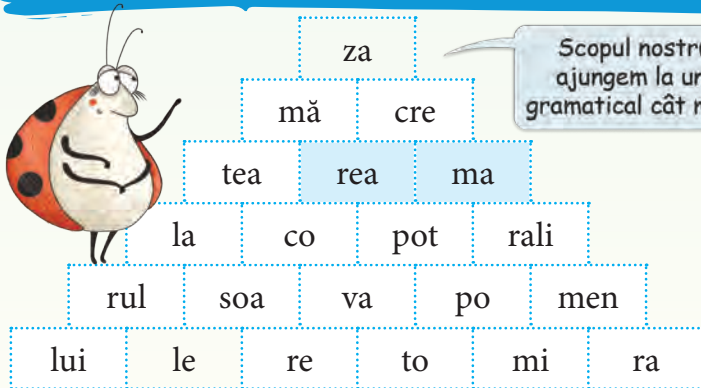 za
Scopul nostru
ajungem la
gramatical cât
mă cre
tea rea ma
la co pot rali
rul soa va po men
lui le re to mi ra